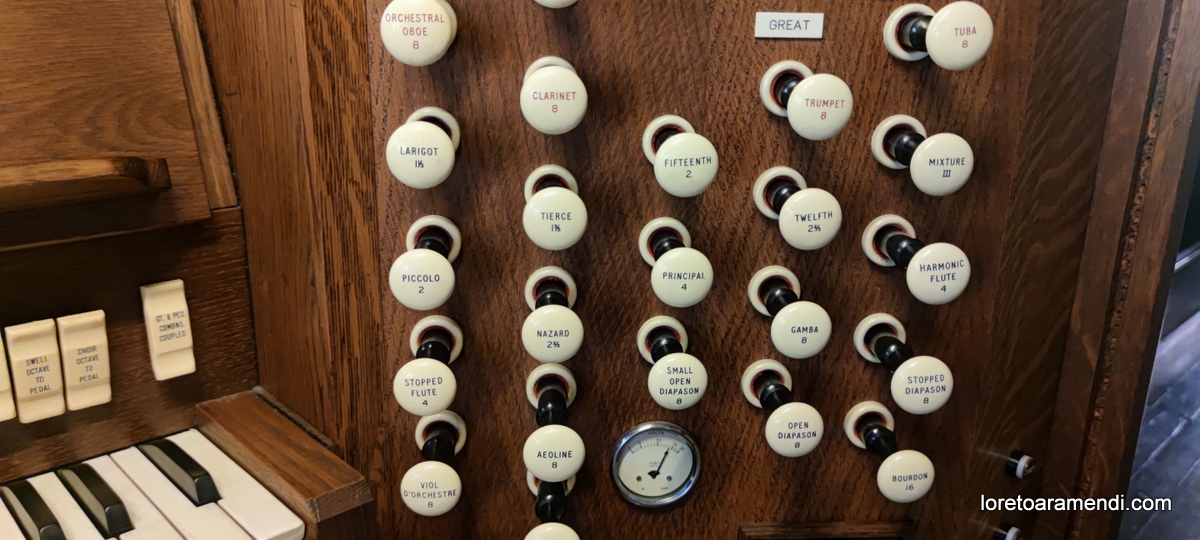 ORCHESTRAL
OBOE
8
LARIGOT
1⅓
PICCOLO
2
STOPPED
FLUTE
4
VIOL
D'ORCHESTRE
8
CLARINET
8
TIERCE
1⅗
NAZARD
2⅔
AEOLINE
8
FIFTEENTH
2
PRINCIPAL
4
SMALL
OPEN
DIAPASON
8
GREAT
TRUMPET
8
TWELFTH
2⅔
GAMBA
8
OPEN
DIAPASON
8
TUBA
8
MIXTURE
III
HARMONIC
FLUTE
4
STOPPED
DIAPASON
8
BOURDON
16
SWELL
OCTAVE
TO
PEDAL
CHOIR
OCTAVE
TO
PEDAL
GT. & PED.
COMBNS.
COUPLED
loretoaramendi.com